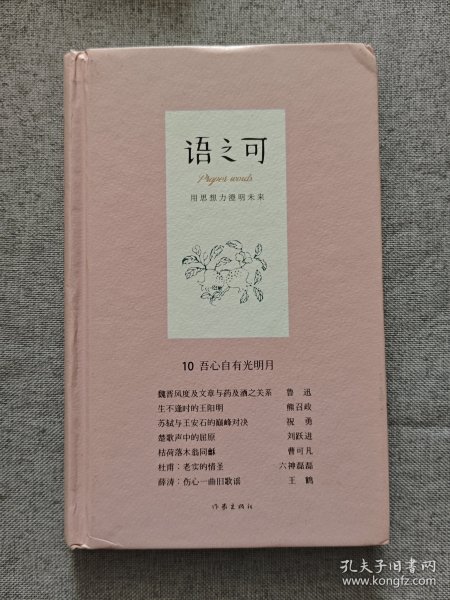 语之可
Proper words
用思想力澄明未来
10 吾心自有光明月
魏晋风度及文章与药及酒之关系 鲁迅
生不逢时的王阳明 熊召政
苏轼与王安石的巅峰对决 祝勇
楚歌声中的屈原 刘跃进
枯荷落木翁同龢 曹可凡
杜甫：老实的情圣 六神磊磊
薛涛：伤心一曲旧歌谣 王鹤
作家出版社
孔夫子旧书网
www.kongfz.com